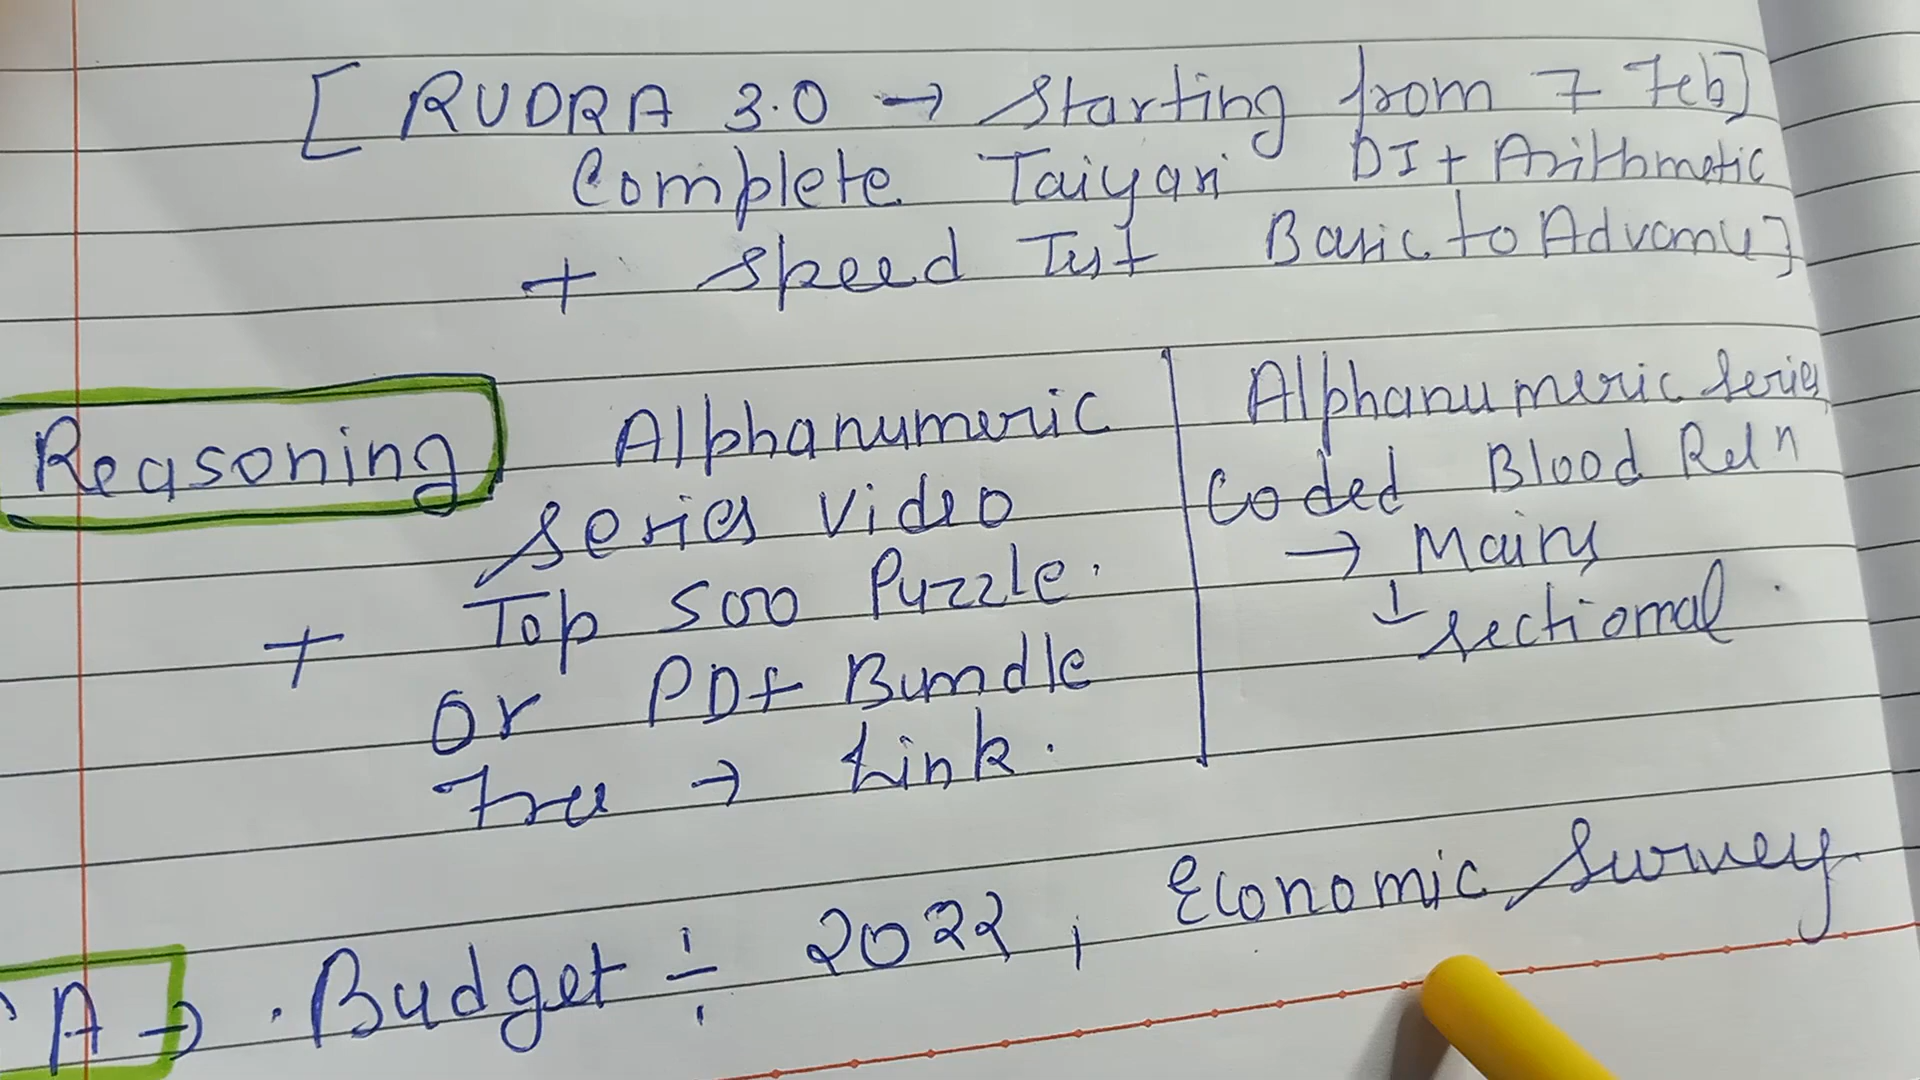 [ RUDRA 3.0 → Starting from 7 Feb]
Complete Taiyari DI + Arithmetic
+ Speed Test Basic to Advance]
Reasoning
Alphanumeric
Series Video
+ Top 500 Puzzle.
Or PDF Bundle
Free → Link.
Alphanumeric Series
Coded Blood Reln
→ Mains
+ Sectional.
A → . Budget ÷ 2022, Economic Survey